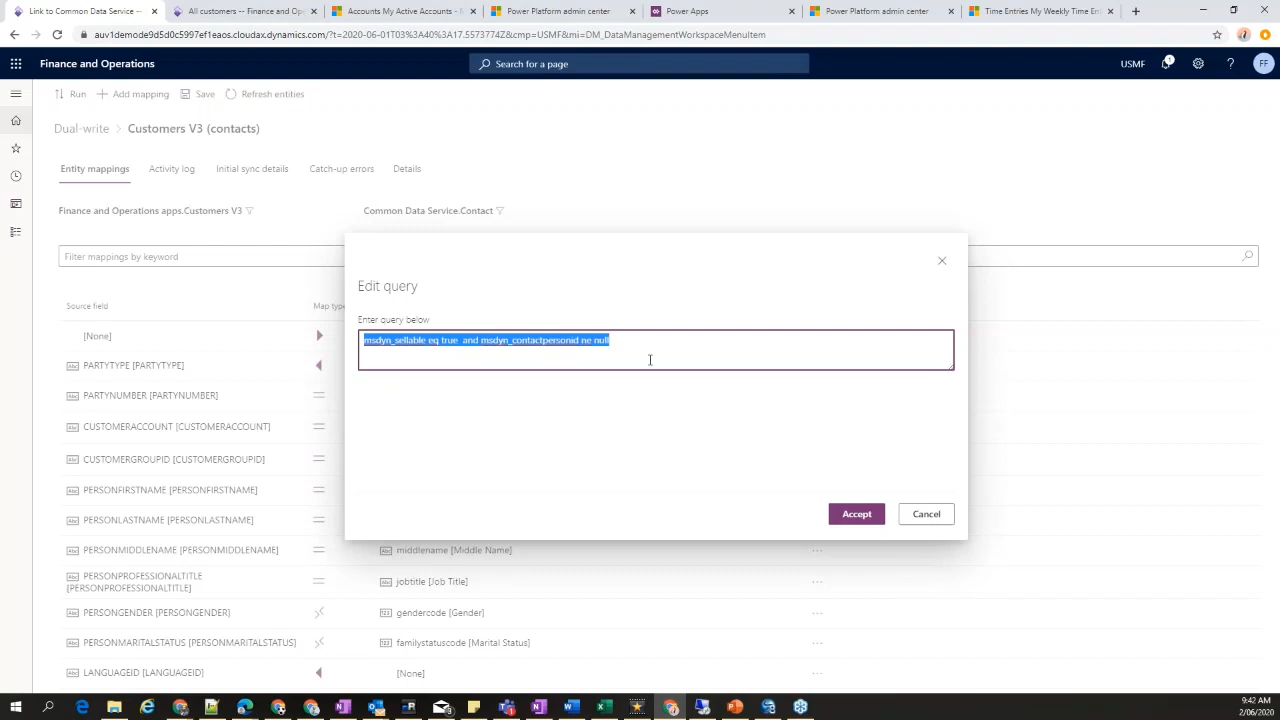 Link to Common Data Service
All customers -- Finance and Ope
Accounts My Active Accounts - M
Power Platform admin center
Power Apps
Power Platform admin center
Time Entries My Weekly Time Ent
auv1demode9d5d0c5997ef1eaos.cloudax.dynamics.com/?t=2020-06-01T03%3A40%3A17.5573774Z&cmp=USMF&mi=DM_DataManagementWorkspaceMenuItem
Finance and Operations
Search for a page
USMF
1
?
FF
Run
Add mapping
Save
Refresh entities
Dual-write > Customers V3 (contacts)
Entity mappings
Activity log
Initial sync details
Catch-up errors
Details
Finance and Operations apps.Customers V3
Common Data Service.Contact
Filter mappings by keyword
Source field
Map type
[None]
PARTYTYPE [PARTYTYPE]
PARTYNUMBER [PARTYNUMBER]
CUSTOMERACCOUNT [CUSTOMERACCOUNT]
CUSTOMERGROUPID [CUSTOMERGROUPID]
PERSONFIRSTNAME [PERSONFIRSTNAME]
PERSONLASTNAME [PERSONLASTNAME]
PERSONMIDDLENAME [PERSONMIDDLENAME]
middlename [Middle Name]
PERSONPROFESSIONALTITLE
[PERSONPROFESSIONALTITLE]
jobtitle [Job Title]
PERSONGENDER [PERSONGENDER]
gendercode [Gender]
PERSONMARITALSTATUS [PERSONMARITALSTATUS]
familystatuscode [Marital Status]
LANGUAGEID [LANGUAGEID]
[None]
Edit query
Enter query below
msdyn_sellable eq true  and msdyn_contactpersonid ne null
Accept
Cancel
9:42 AM
2/06/2020